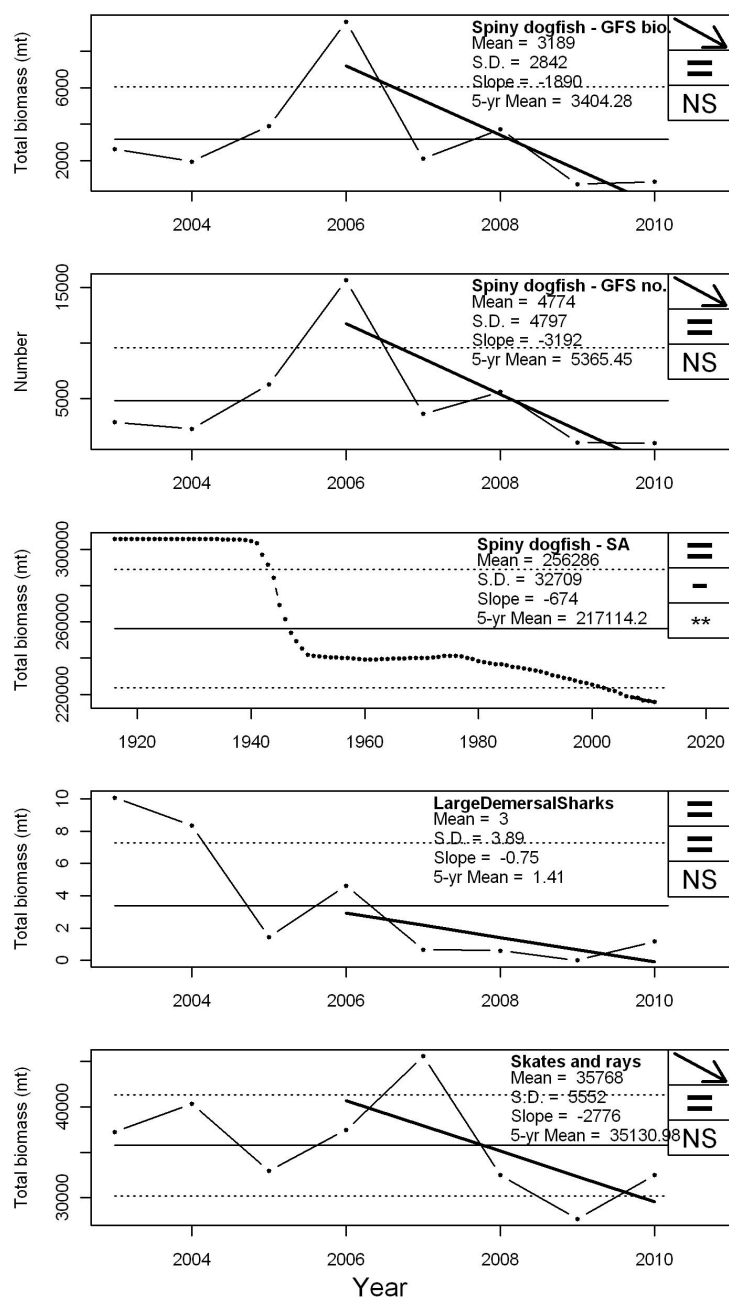 Spiny dogfish - GFS bio.
Mean = 3189
S.D. = 2842
Slope = -1890
5-yr Mean = 3404.28
=
NS
Total biomass (mt)
2000
6000
2004
2006
2008
2010
Spiny dogfish - GFS no.
Mean = 4774
S.D. = 4797
Slope = -3192
5-yr Mean = 5365.45
=
NS
Number
5000
15000
2004
2006
2008
2010
Spiny dogfish - SA
Mean = 256286
S.D. = 32709
Slope = -674
5-yr Mean = 217114.2
=
-
**
Total biomass (mt)
220000
260000
300000
1920
1940
1960
1980
2000
2020
LargeDemersalSharks
Mean = 3
S.D. = 3.89
Slope = -0.75
5-yr Mean = 1.41
=
=
NS
Total biomass (mt)
0
2
4
6
8
10
2004
2006
2008
2010
Skates and rays
Mean = 35768
S.D. = 5552
Slope = -2776
5-yr Mean = 35130.98
=
NS
Total biomass (mt)
30000
40000
2004
2006
2008
2010
Year